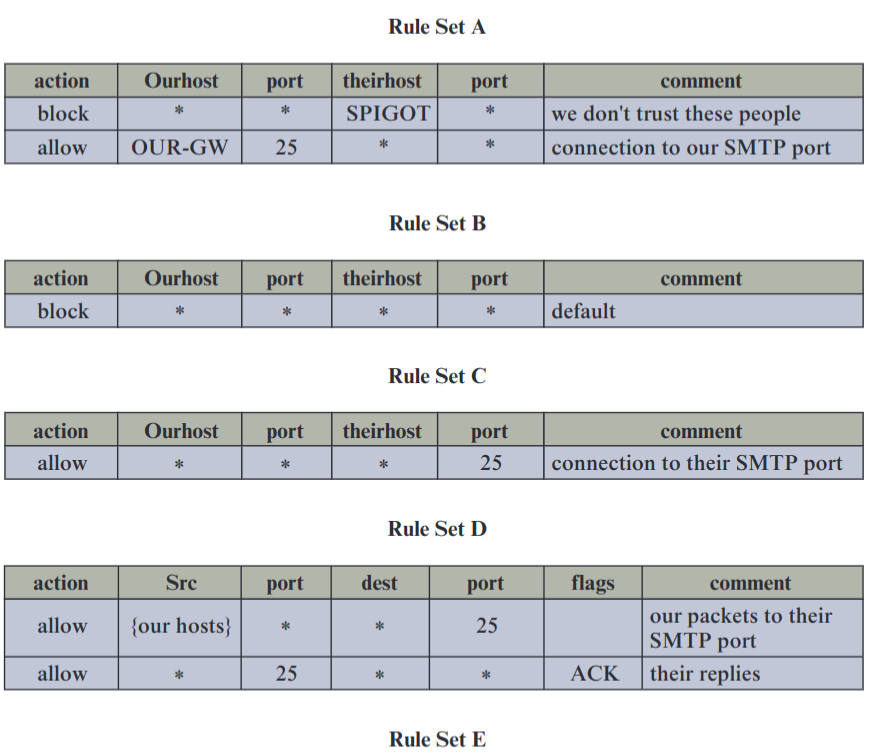 Rule Set A
action Ourhost port theirhost port comment
block * * SPIGOT * we don't trust these people
allow OUR-GW 25 * * connection to our SMTP port
Rule Set B
action Ourhost port theirhost port comment
block * * * * default
Rule Set C
action Ourhost port theirhost port comment
allow * * * 25 connection to their SMTP port
Rule Set D
action Src port dest port flags comment
allow {our hosts} * * 25 our packets to their
SMTP port
allow * 25 * * ACK their replies
Rule Set E